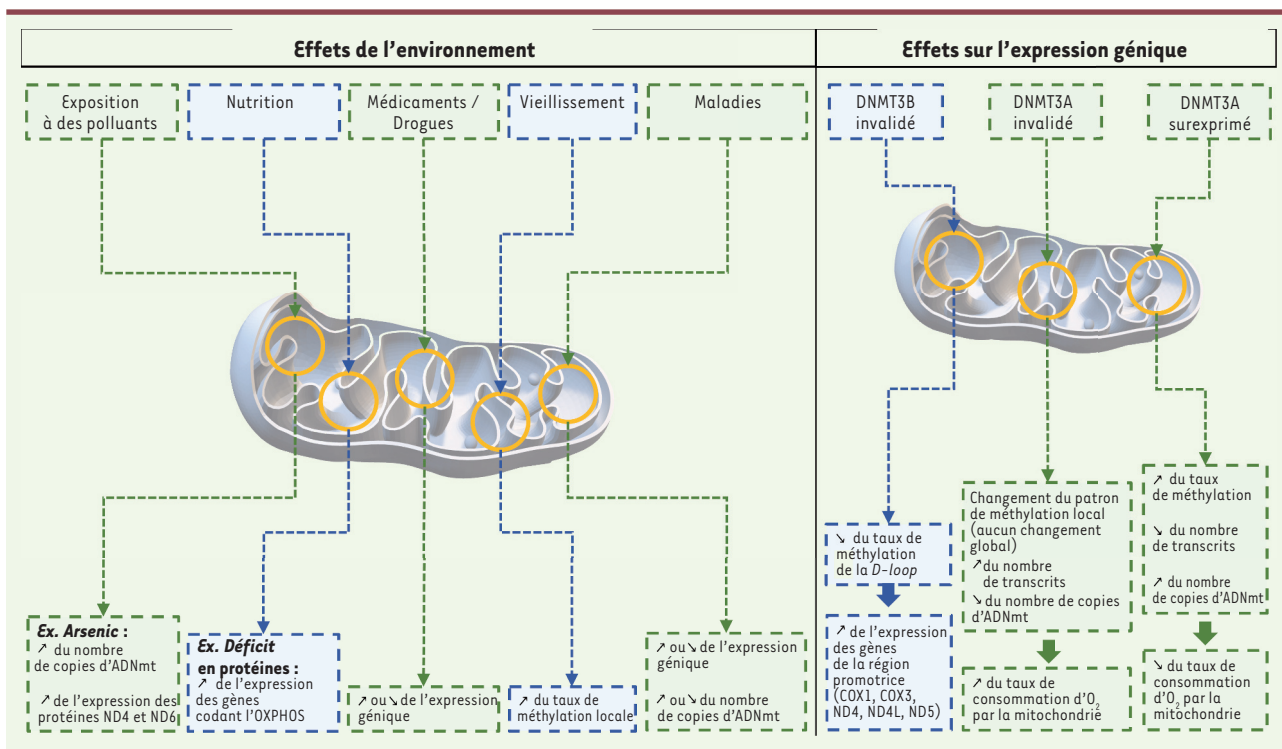 Effets de l'environnement
Effets sur l'expression génique
Exposition
à des polluants
Nutrition
Médicaments /
Drogues
Vieillissement
Maladies
DNMT3B
invalidé
DNMT3A
invalidé
DNMT3A
surexprimé
Ex. Arsenic :
↗ du nombre
de copies d'ADNmt
↗ de l'expression des
protéines ND4 et ND6
Ex. Déficit
en protéines :
↗ de l'expression
des gènes
codant l'OXPHOS
↗ ou ↘ de l'expression
génique
↗ du taux de
méthylation locale
↗ ou ↘ de l'expression
génique
↗ ou ↘ du nombre
de copies d'ADNmt
↘ du taux de
méthylation
de la D-loop
↗ de l'expression
des gènes
de la région
promotrice
(COX1, COX3,
ND4, ND4L, ND5)
Changement du patron
de méthylation local
(aucun changement
global)
↗ du nombre
de transcrits
↘ du nombre de copies
d'ADNmt
↗ du taux de
consommation d'O₂
par la mitochondrie
↗ du taux
de méthylation
↘ du nombre
de transcrits
↗ du nombre
de copies d'ADNmt
↘ du taux de
consommation
d'O₂ par la
mitochondrie